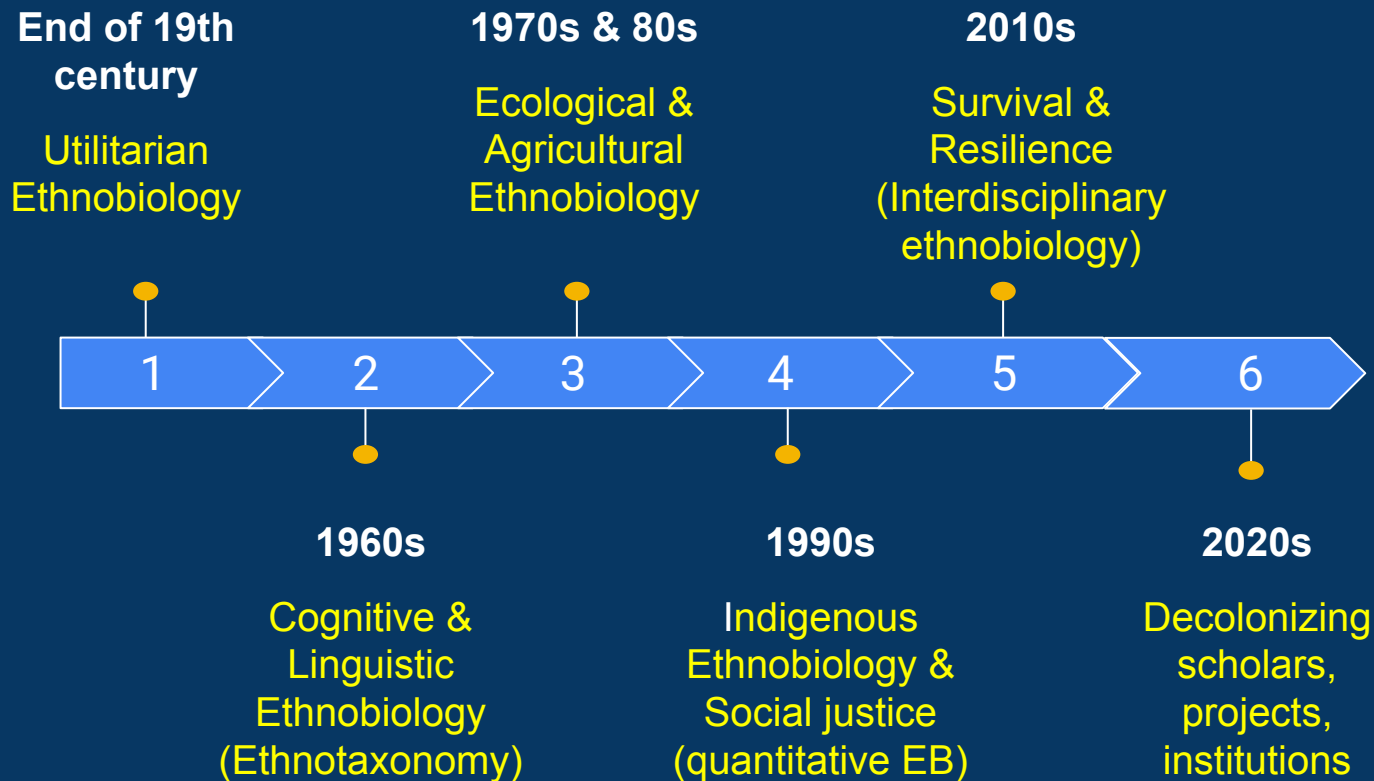 End of 19th
century
Utilitarian
Ethnobiology
1970s & 80s
Ecological &
Agricultural
Ethnobiology
2010s
Survival &
Resilience
(Interdisciplinary
ethnobiology)
1
2
3
4
5
6
1960s
Cognitive &
Linguistic
Ethnobiology
(Ethnotaxonomy)
1990s
Indigenous
Ethnobiology &
Social justice
(quantitative EB)
2020s
Decolonizing
scholars,
projects,
institutions